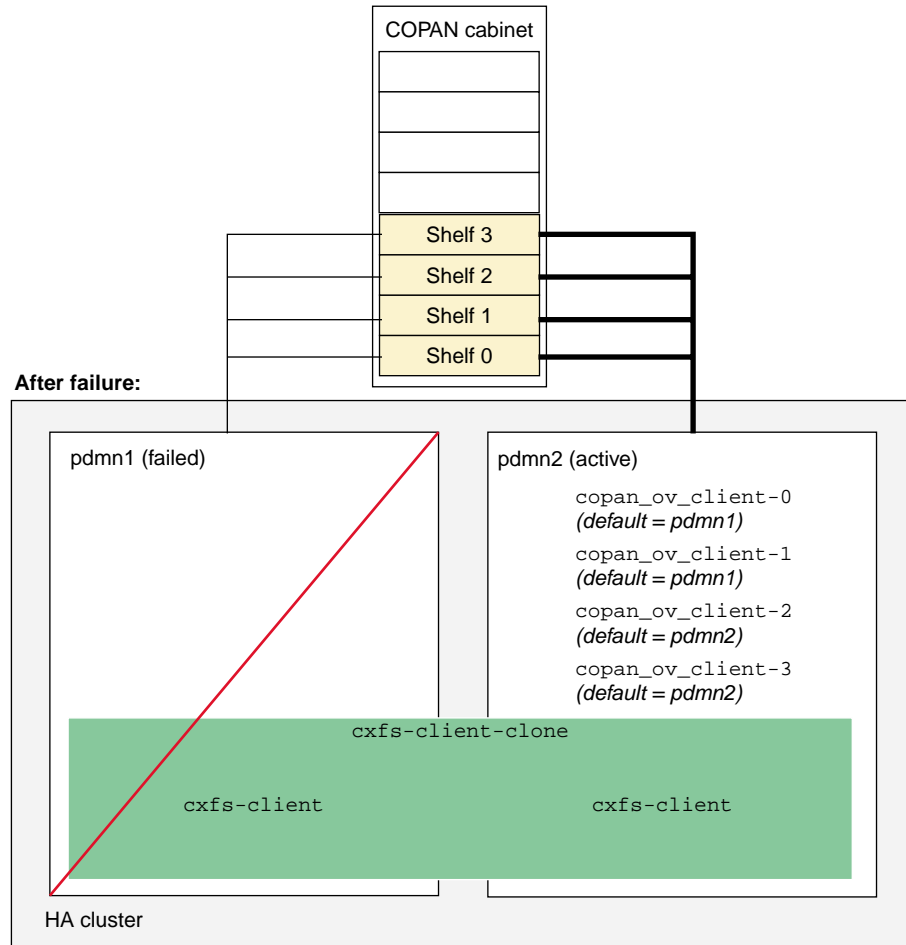 COPAN cabinet
Shelf 3
Shelf 2
Shelf 1
Shelf 0
After failure:
pdmn1 (failed)
pdmn2 (active)
copan_ov_client-0
(default = pdmn1)
copan_ov_client-1
(default = pdmn1)
copan_ov_client-2
(default = pdmn2)
copan_ov_client-3
(default = pdmn2)
cxfs-client-clone
cxfs-client
cxfs-client
HA cluster